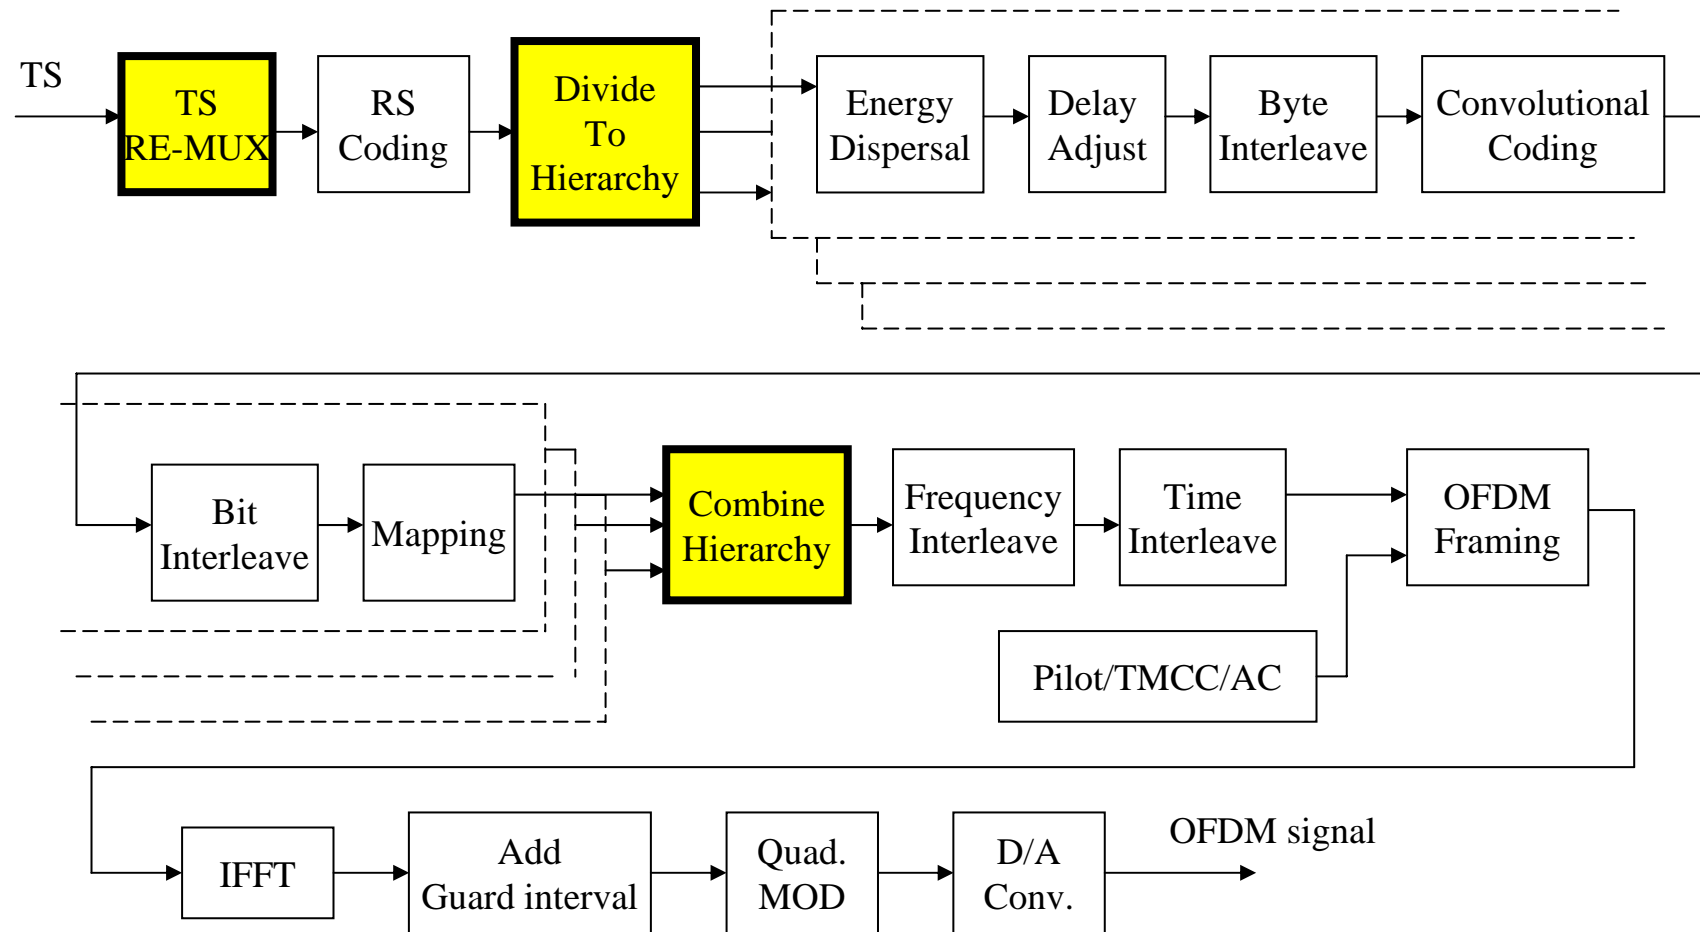 TS
TS
RE-MUX
RS
Coding
Divide
To
Hierarchy
Energy
Dispersal
Delay
Adjust
Byte
Interleave
Convolutional
Coding
Bit
Interleave
Mapping
Combine
Hierarchy
Frequency
Interleave
Time
Interleave
OFDM
Framing
Pilot/TMCC/AC
IFFT
Add
Guard interval
Quad.
MOD
D/A
Conv.
OFDM signal